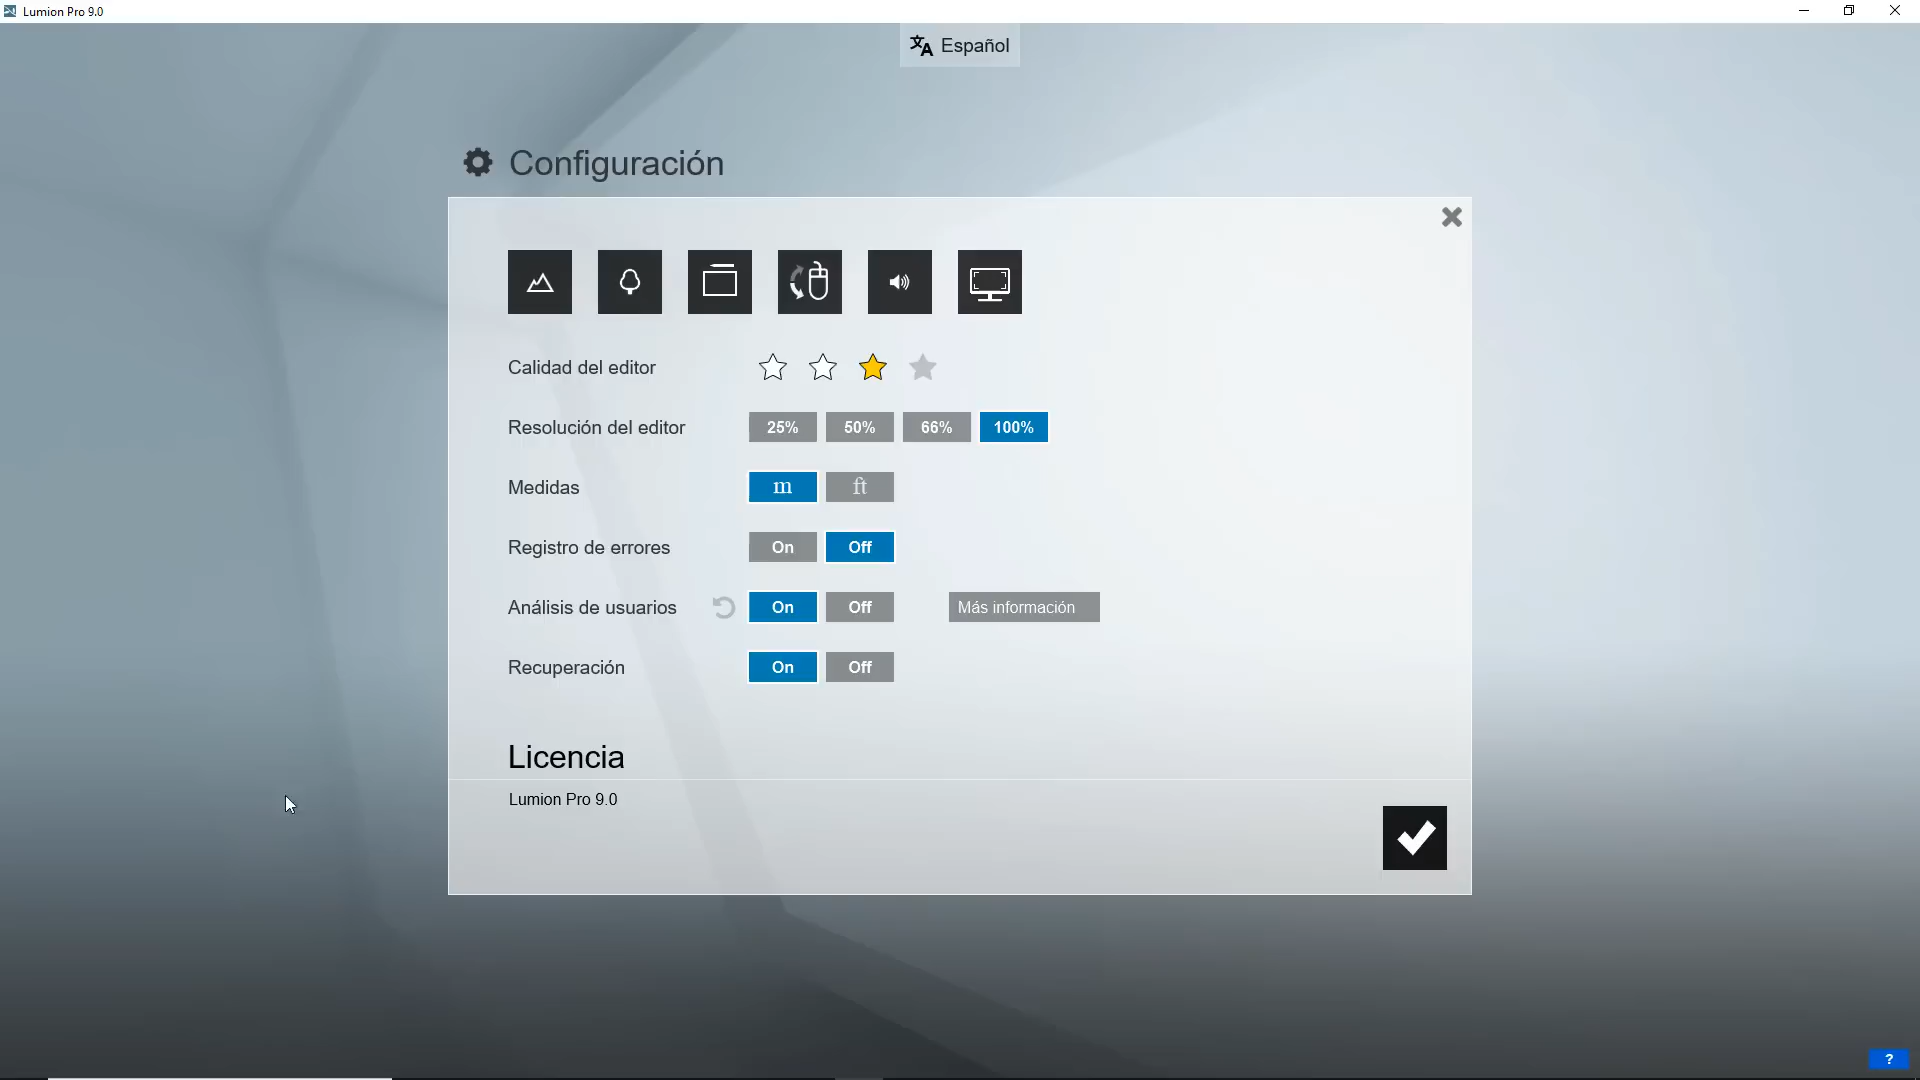 Lumion Pro 9.0
Español
Configuración
Calidad del editor
Resolución del editor 25% 50% 66% 100%
Medidas m ft
Registro de errores On Off
Análisis de usuarios On Off Más información
Recuperación On Off
Licencia
Lumion Pro 9.0
?